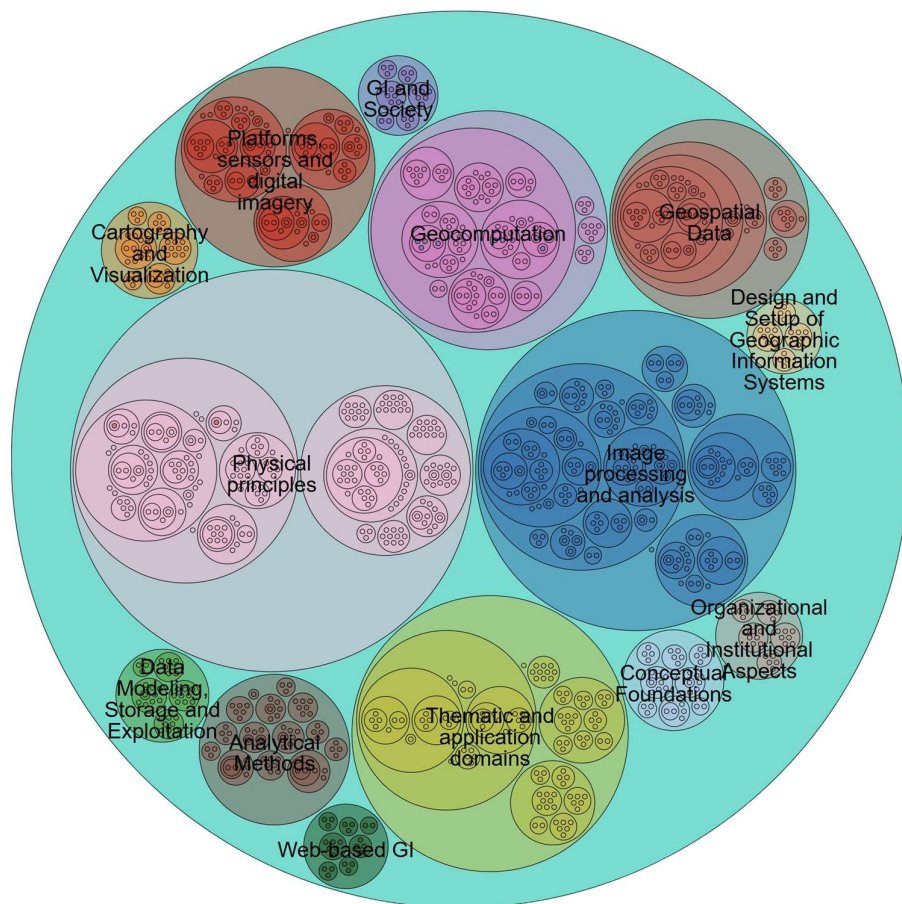 GI and
Society
Platforms,
sensors and
digital
imagery
Cartography
and
Visualization
Geocomputation
Geospatial
Data
Design and
Setup of
Geographic
Information
Systems
Physical
principles
Image
processing
and analysis
Organizational
and
Institutional
Aspects
Conceptual
Foundations
Data
Modeling,
Storage and
Exploitation
Analytical
Methods
Thematic and
application
domains
Web-based GI